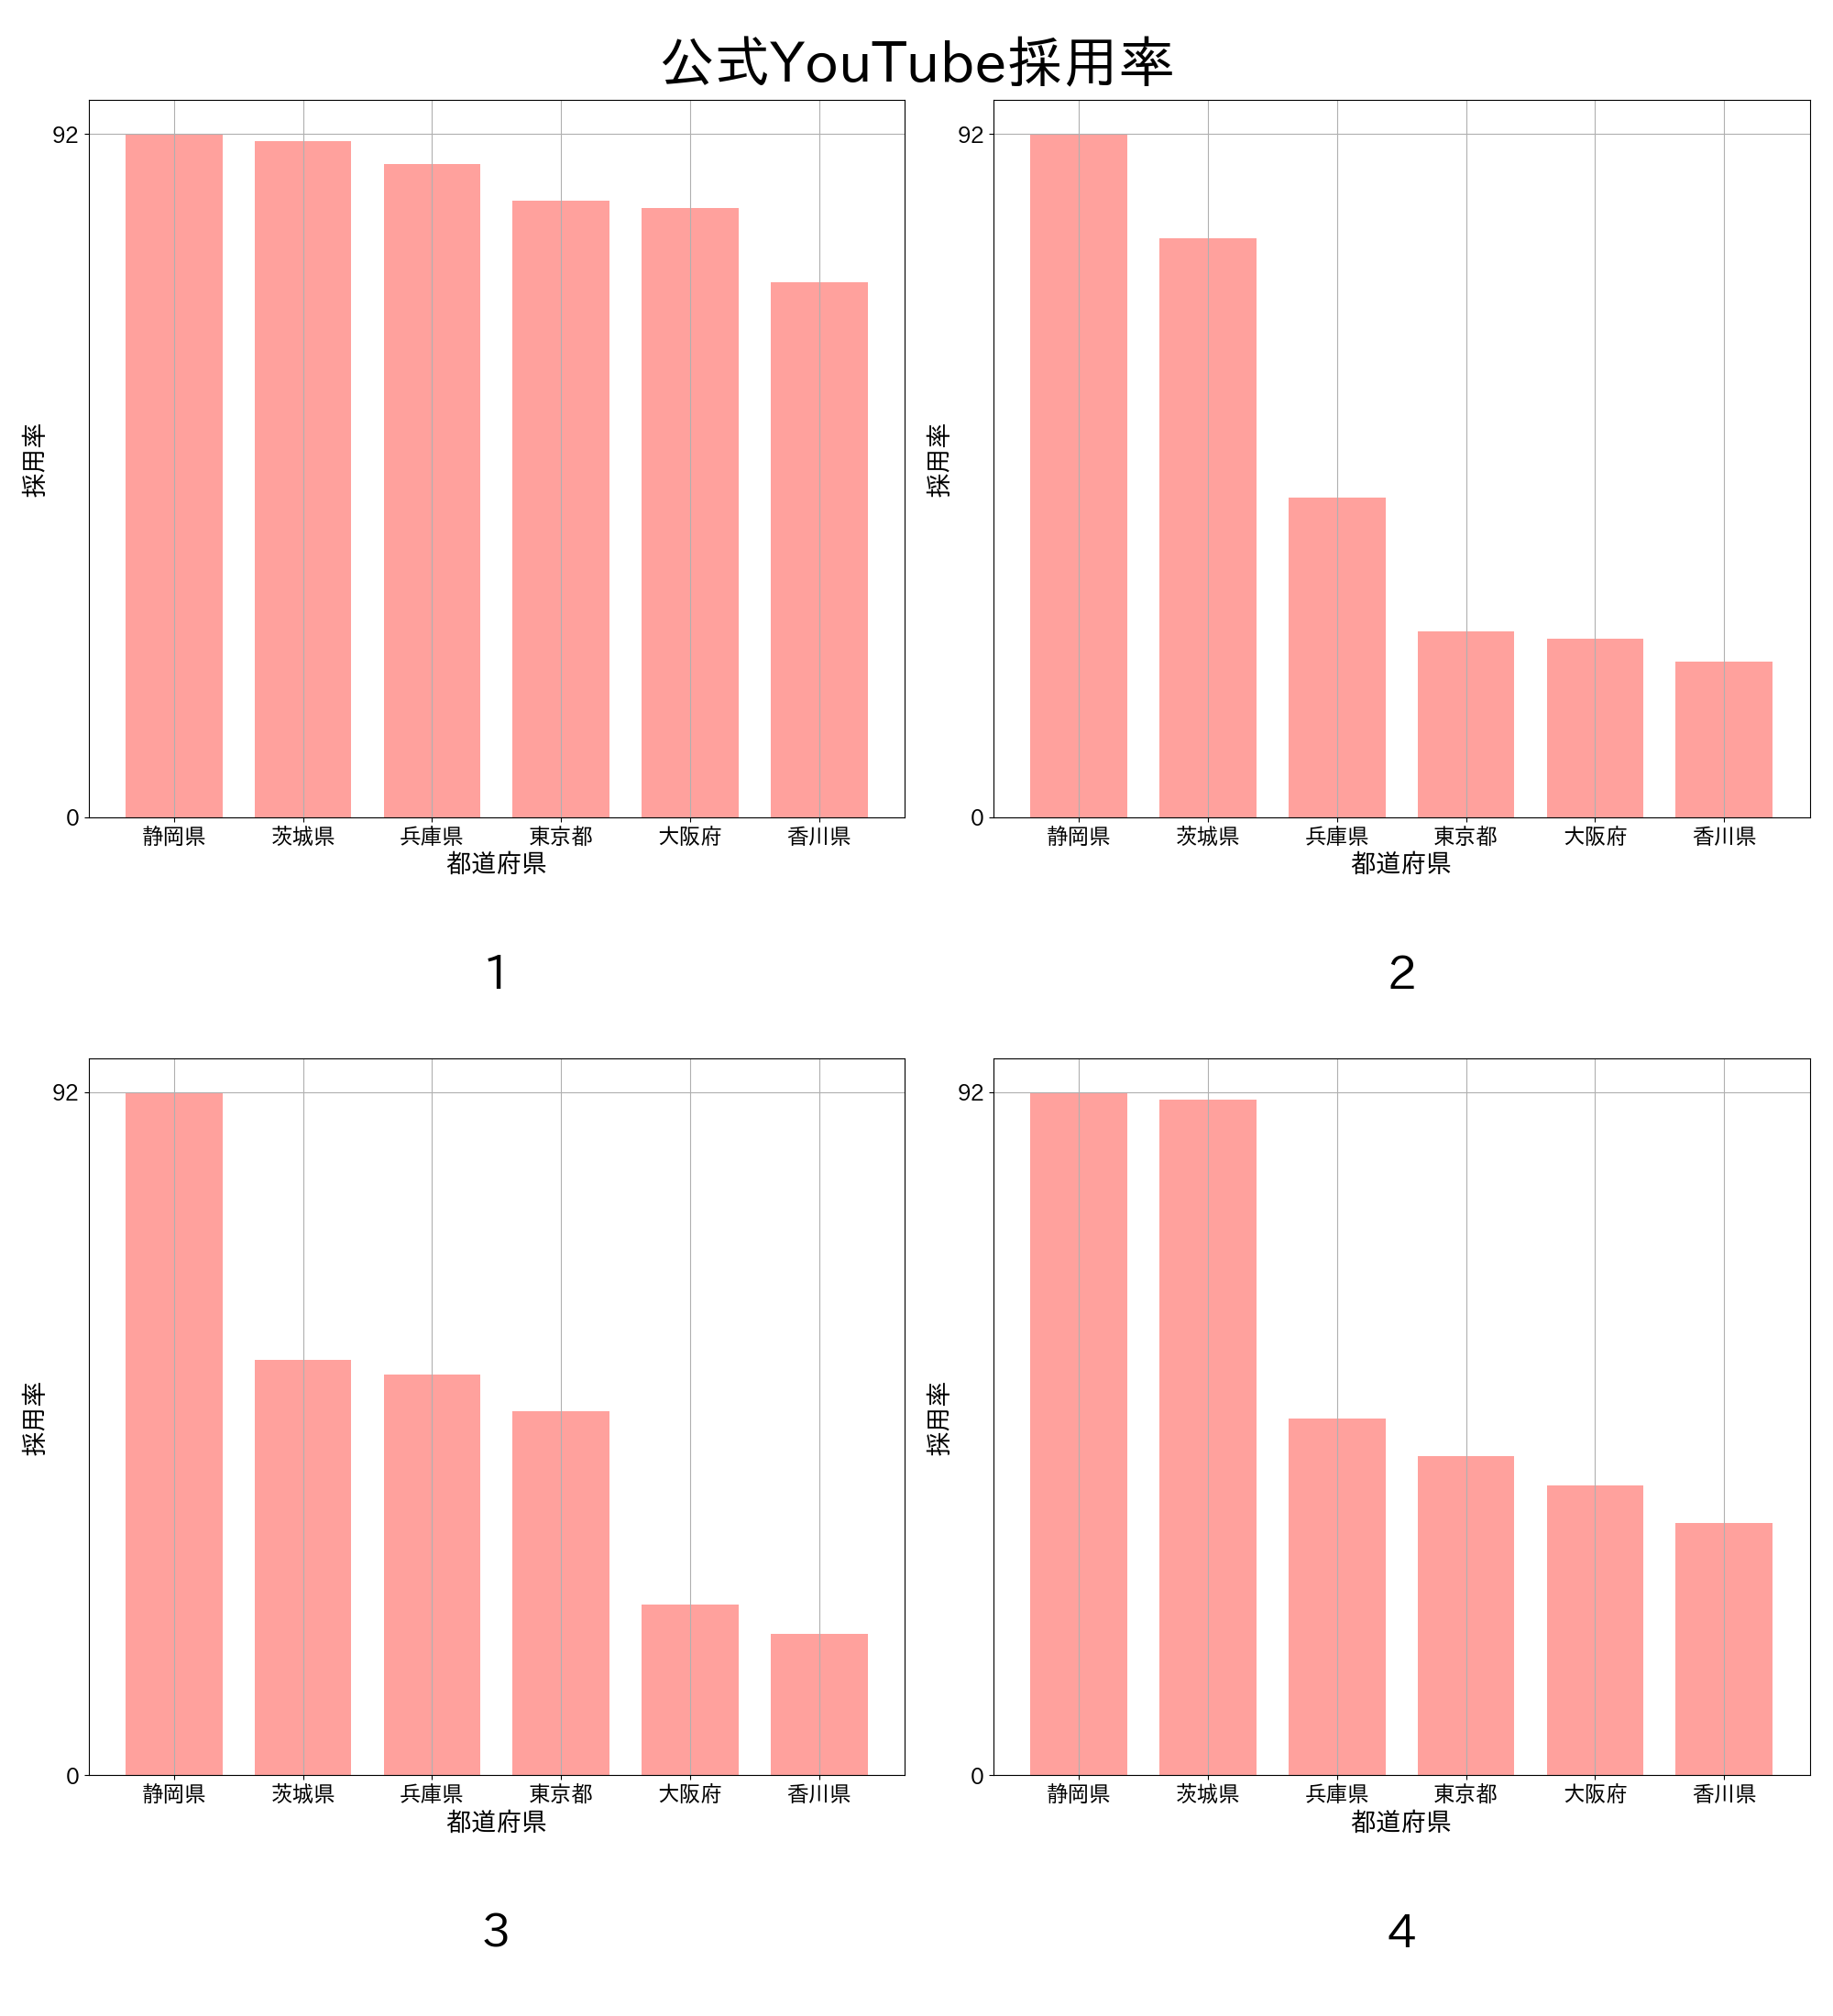 公式YouTube採用率
92
採用率
0
静岡県 茨城県 兵庫県 東京都 大阪府 香川県
都道府県
1
92
採用率
0
静岡県 茨城県 兵庫県 東京都 大阪府 香川県
都道府県
2
92
採用率
0
静岡県 茨城県 兵庫県 東京都 大阪府 香川県
都道府県
3
92
採用率
0
静岡県 茨城県 兵庫県 東京都 大阪府 香川県
都道府県
4